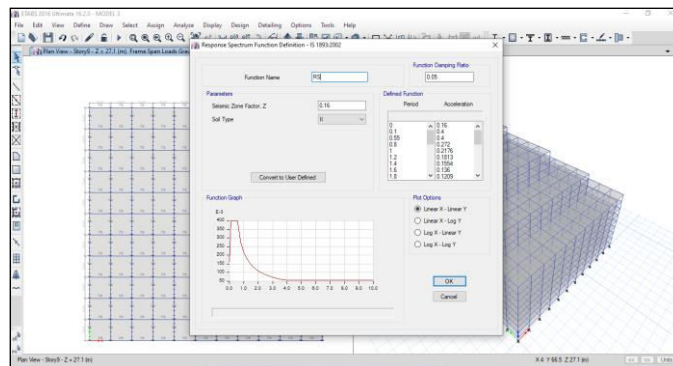 ETABS 2016 Ultimate 16.2.0 - MODEL 3
File Edit View Define Draw Select Assign Analyze Display Design Detailing Options Tools Help
Plan View - Story9 - Z = 27.1 (m) Frame Span Loads
Response Spectrum Function Definition - IS 1893:2002
Function Damping Ratio
Function Name RS
0.05
Parameters
Defined Function
Seismic Zone Factor, Z 0.16
Period Acceleration
Soil Type II
0 0.16
0.1 0.4
0.55 0.4
0.8 0.272
1 0.2176
1.2 0.1813
1.4 0.1554
1.6 0.136
1.8 0.1209
Convert to User Defined
Function Graph
Plot Options
E-3
400
350
300
250
200
150
100
50
0.0 1.0 2.0 3.0 4.0 5.0 6.0 7.0 8.0 9.0 10.0
Linear X - Linear Y
Linear X - Log Y
Log X - Linear Y
Log X - Log Y
OK
Cancel
Plan View - Story9 - Z = 27.1 (m)
X 4 Y 66.5 Z 27.1 (m)